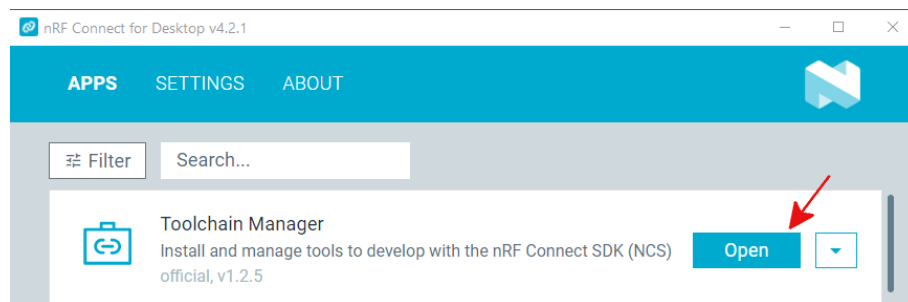 nRF Connect for Desktop v4.2.1
APPS SETTINGS ABOUT
Filter Search...
Toolchain Manager
Install and manage tools to develop with the nRF Connect SDK (NCS)
Open
official, v1.2.5